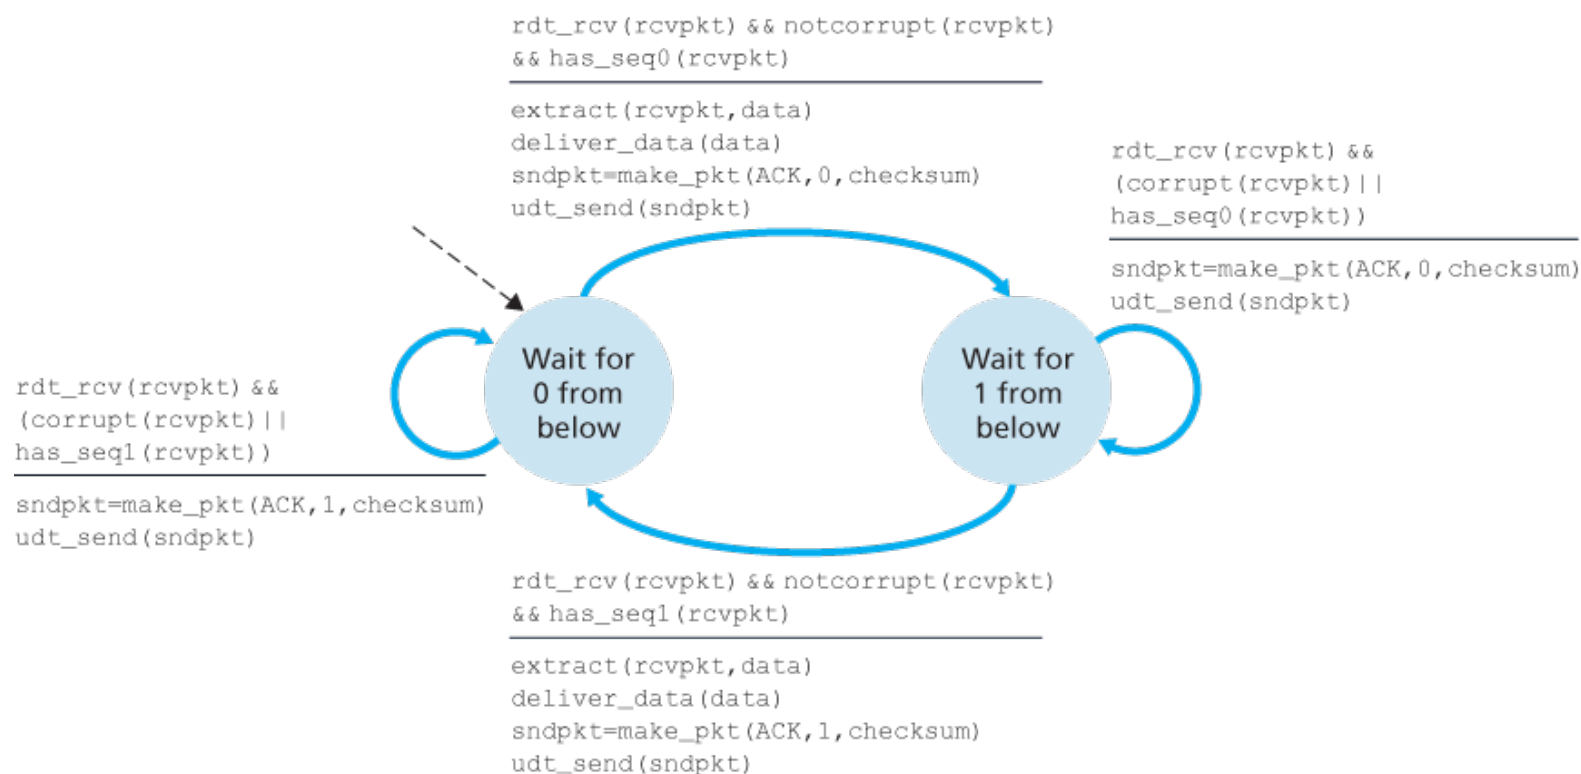 rdt_rcv(rcvpkt) && notcorrupt(rcvpkt)
&& has_seq0(rcvpkt)
extract(rcvpkt,data)
deliver_data(data)
sndpkt=make_pkt(ACK,0,checksum)
udt_send(sndpkt)
rdt_rcv(rcvpkt) &&
(corrupt(rcvpkt)||
has_seq0(rcvpkt))
sndpkt=make_pkt(ACK,0,checksum)
udt_send(sndpkt)
Wait for
0 from
below
Wait for
1 from
below
rdt_rcv(rcvpkt) &&
(corrupt(rcvpkt)||
has_seq1(rcvpkt))
sndpkt=make_pkt(ACK,1,checksum)
udt_send(sndpkt)
rdt_rcv(rcvpkt) && notcorrupt(rcvpkt)
&& has_seq1(rcvpkt)
extract(rcvpkt,data)
deliver_data(data)
sndpkt=make_pkt(ACK,1,checksum)
udt_send(sndpkt)